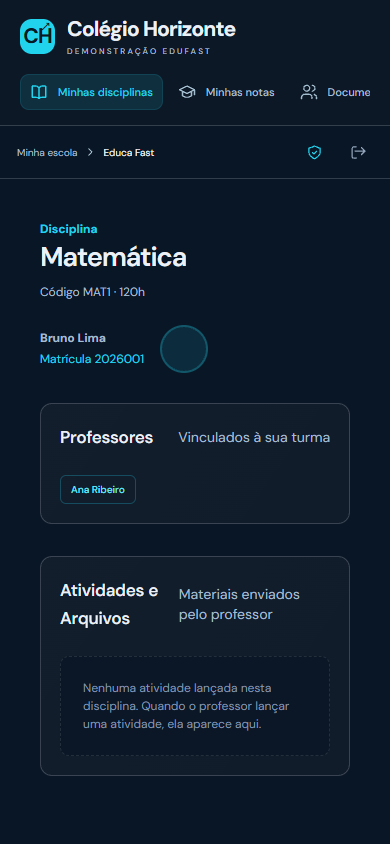 CH
Colégio Horizonte
DEMONSTRAÇÃO EDUFAST
Minhas disciplinas
Minhas notas
Docume
Minha escola
Educa Fast
Disciplina
Matemática
Código MAT1 · 120h
Bruno Lima
Matrícula 2026001
Professores
Vinculados à sua turma
Ana Ribeiro
Atividades e
Arquivos
Materiais enviados
pelo professor
Nenhuma atividade lançada nesta
disciplina. Quando o professor lançar
uma atividade, ela aparece aqui.